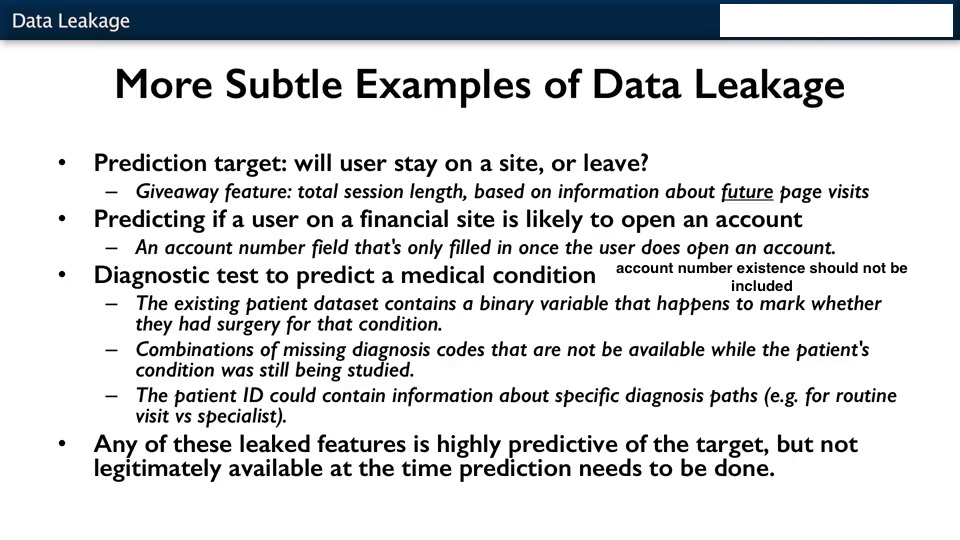 Data Leakage
More Subtle Examples of Data Leakage
• Prediction target: will user stay on a site, or leave?
– Giveaway feature: total session length, based on information about future page visits
• Predicting if a user on a financial site is likely to open an account
– An account number field that's only filled in once the user does open an account.
• Diagnostic test to predict a medical condition
account number existence should not be
included
– The existing patient dataset contains a binary variable that happens to mark whether
they had surgery for that condition.
– Combinations of missing diagnosis codes that are not be available while the patient's
condition was still being studied.
– The patient ID could contain information about specific diagnosis paths (e.g. for routine
visit vs specialist).
• Any of these leaked features is highly predictive of the target, but not
legitimately available at the time prediction needs to be done.